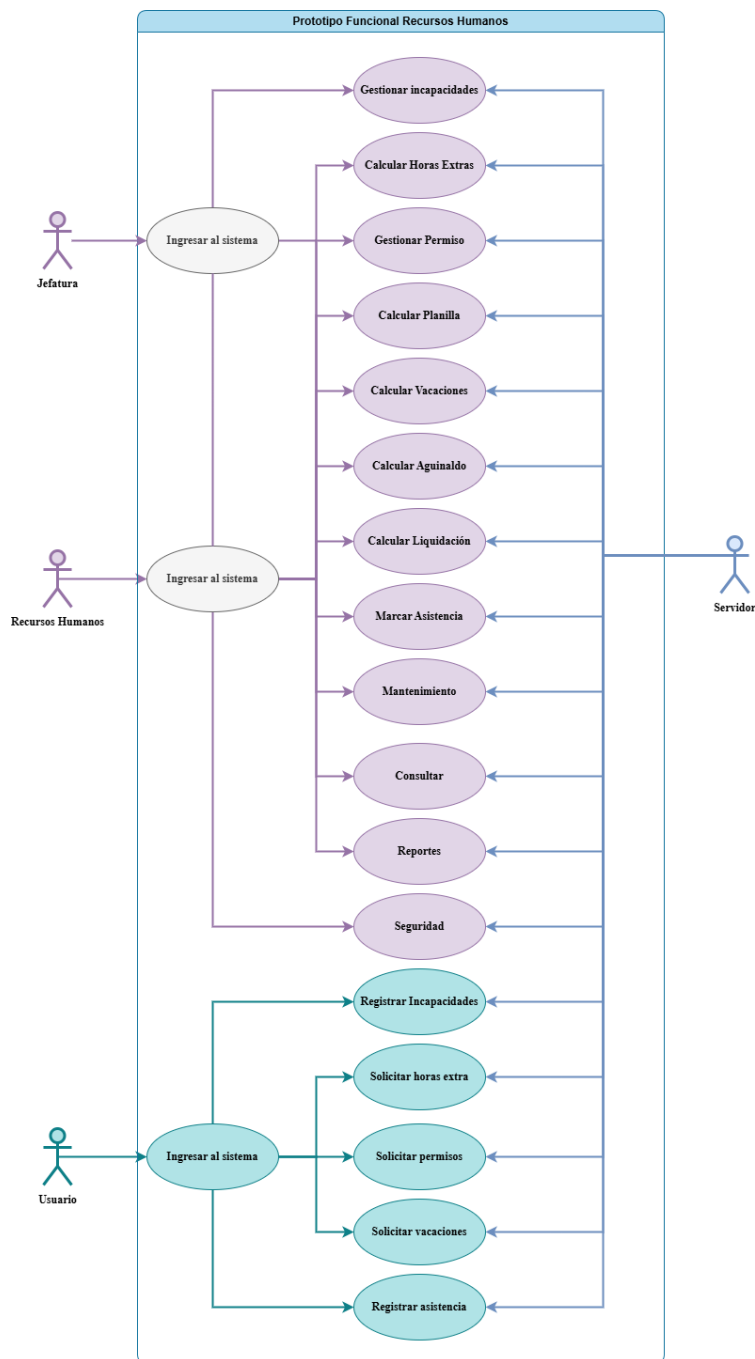 Prototipo Funcional Recursos Humanos
Gestionar incapacidades
Calcular Horas Extras
Ingresar al sistema
Gestionar Permiso
Jefatura
Calcular Planilla
Calcular Vacaciones
Calcular Aguinaldo
Calcular Liquidación
Ingresar al sistema
Recursos Humanos
Servidor
Marcar Asistencia
Mantenimiento
Consultar
Reportes
Seguridad
Registrar Incapacidades
Solicitar horas extra
Ingresar al sistema
Solicitar permisos
Usuario
Solicitar vacaciones
Registrar asistencia